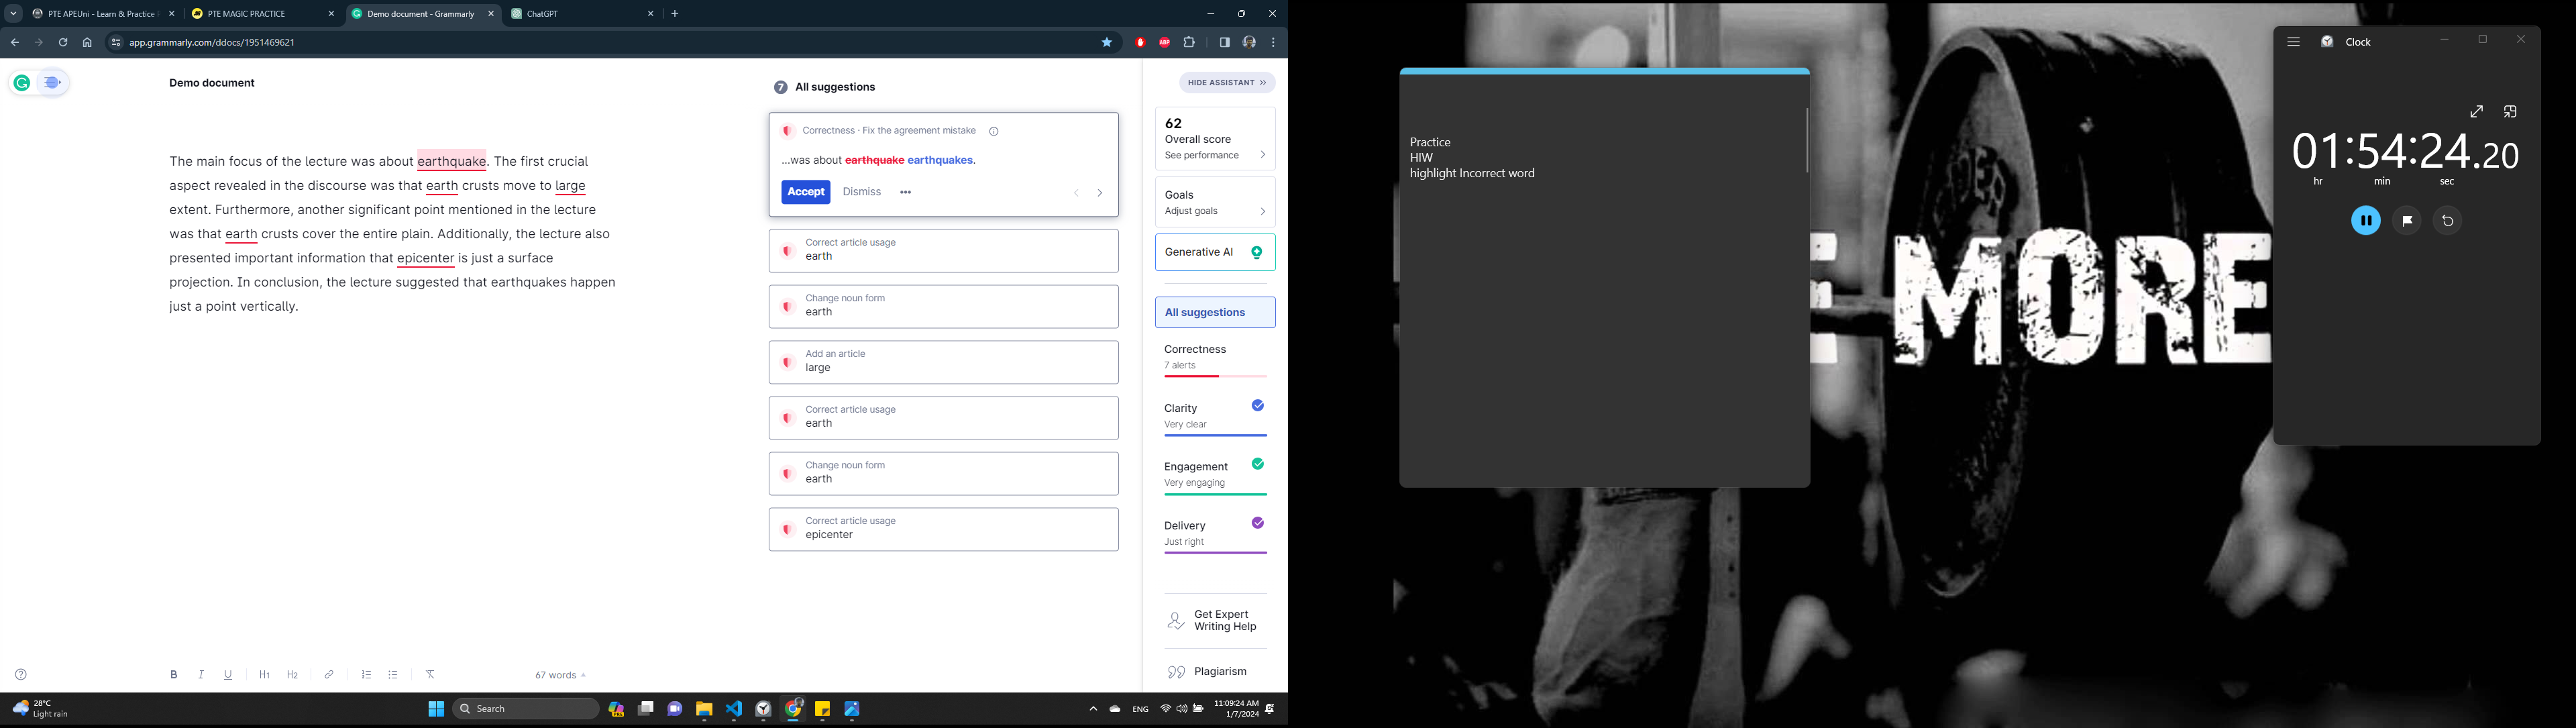 PTE APEUni - Learn & Practice
PTE MAGIC PRACTICE
Demo document - Grammarly
ChatGPT
app.grammarly.com/ddocs/1951469621
ABP
Demo document
The main focus of the lecture was about earthquake. The first crucial
aspect revealed in the discourse was that earth crusts move to large
extent. Furthermore, another significant point mentioned in the lecture
was that earth crusts cover the entire plain. Additionally, the lecture also
presented important information that epicenter is just a surface
projection. In conclusion, the lecture suggested that earthquakes happen
just a point vertically.
B I U H1 H2
67 words
7 All suggestions
Correctness · Fix the agreement mistake
...was about earthquake earthquakes.
Accept Dismiss
Correct article usage
earth
Change noun form
earth
Add an article
large
Correct article usage
earth
Change noun form
earth
Correct article usage
epicenter
HIDE ASSISTANT
62
Overall score
See performance
Goals
Adjust goals
Generative AI
All suggestions
Correctness
7 alerts
Clarity
Very clear
Engagement
Very engaging
Delivery
Just right
Get Expert
Writing Help
Plagiarism
28°C
Light rain
Search
ENG
11:09:24 AM
1/7/2024
Practice
HIW
highlight Incorrect word
MORE
Clock
01:54:24.20
hr min sec